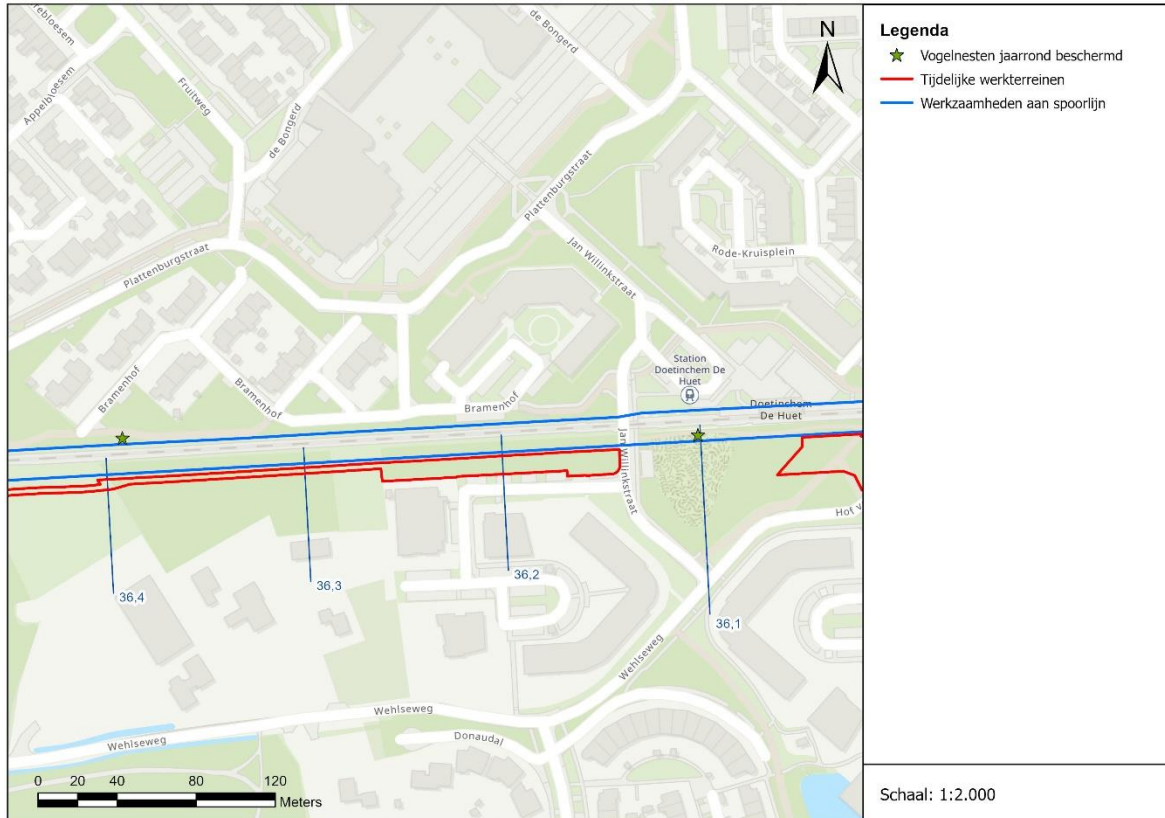 rebloesem
Appelbloesem
Fruitweg
de Bongerd
de Bongerd
N
Plattenburgstraat
Plattenburgstraat
Jan Willinkstraat
Rode-Kruisplein
Bramenhof
Bramenhof
Bramenhof
Station
Doetinchem De
Huet
Doetinchem
De Huet
Jan Willinkstraat
Hof v
36,4
36,3
36,2
36,1
Wehlseweg
Wehlseweg
Wehlseweg
Donaudal
0 20 40 80 120
Meters
Legenda
Vogelnesten jaarrond beschermd
Tijdelijke werkterreinen
Werkzaamheden aan spoorlijn
Schaal: 1:2.000